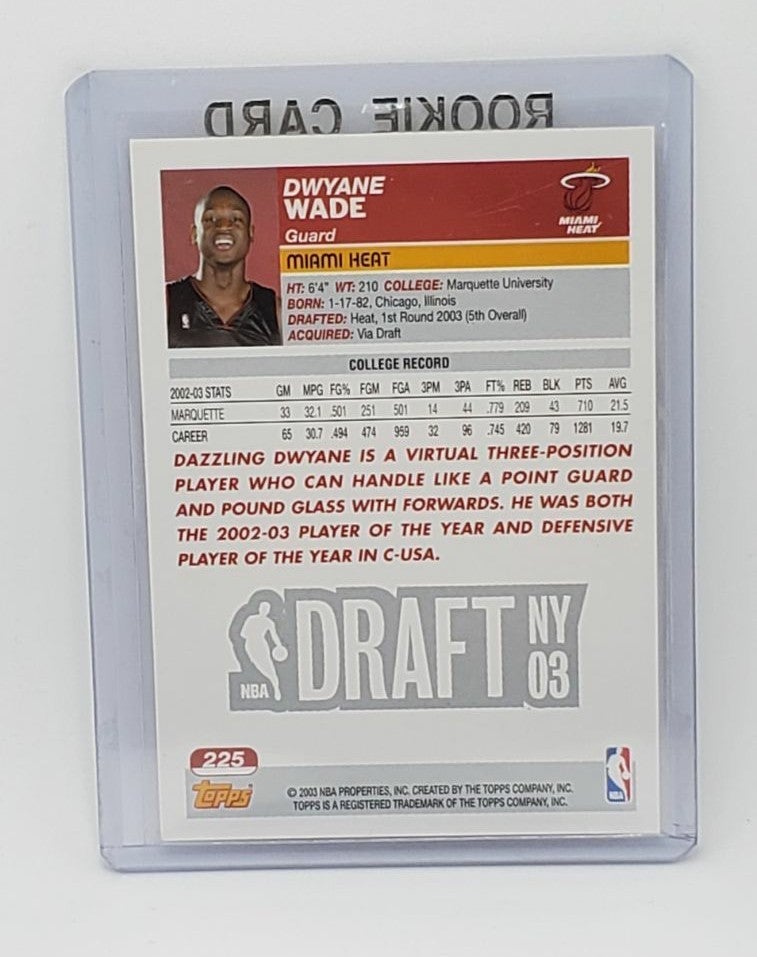 ROOKIE CARD
DWYANE
WADE
Guard
MIAMI HEAT
MIAMI
HEAT
HT: 6'4" WT: 210 COLLEGE: Marquette University
BORN: 1-17-82, Chicago, Illinois
DRAFTED: Heat, 1st Round 2003 (5th Overall)
ACQUIRED: Via Draft
COLLEGE RECORD
2002-03 STATS GM MPG FG% FGM FGA 3PM 3PA FT% REB BLK PTS AVG
MARQUETTE 33 32.1 .501 251 501 14 44 .779 209 43 710 21.5
CAREER 65 30.7 .494 474 959 32 96 .745 420 79 1281 19.7
DAZZLING DWYANE IS A VIRTUAL THREE-POSITION
PLAYER WHO CAN HANDLE LIKE A POINT GUARD
AND POUND GLASS WITH FORWARDS. HE WAS BOTH
THE 2002-03 PLAYER OF THE YEAR AND DEFENSIVE
PLAYER OF THE YEAR IN C-USA.
NBA DRAFT NY
03
225
Topps
© 2003 NBA PROPERTIES, INC. CREATED BY THE TOPPS COMPANY, INC.
TOPPS IS A REGISTERED TRADEMARK OF THE TOPPS COMPANY, INC.
NBA